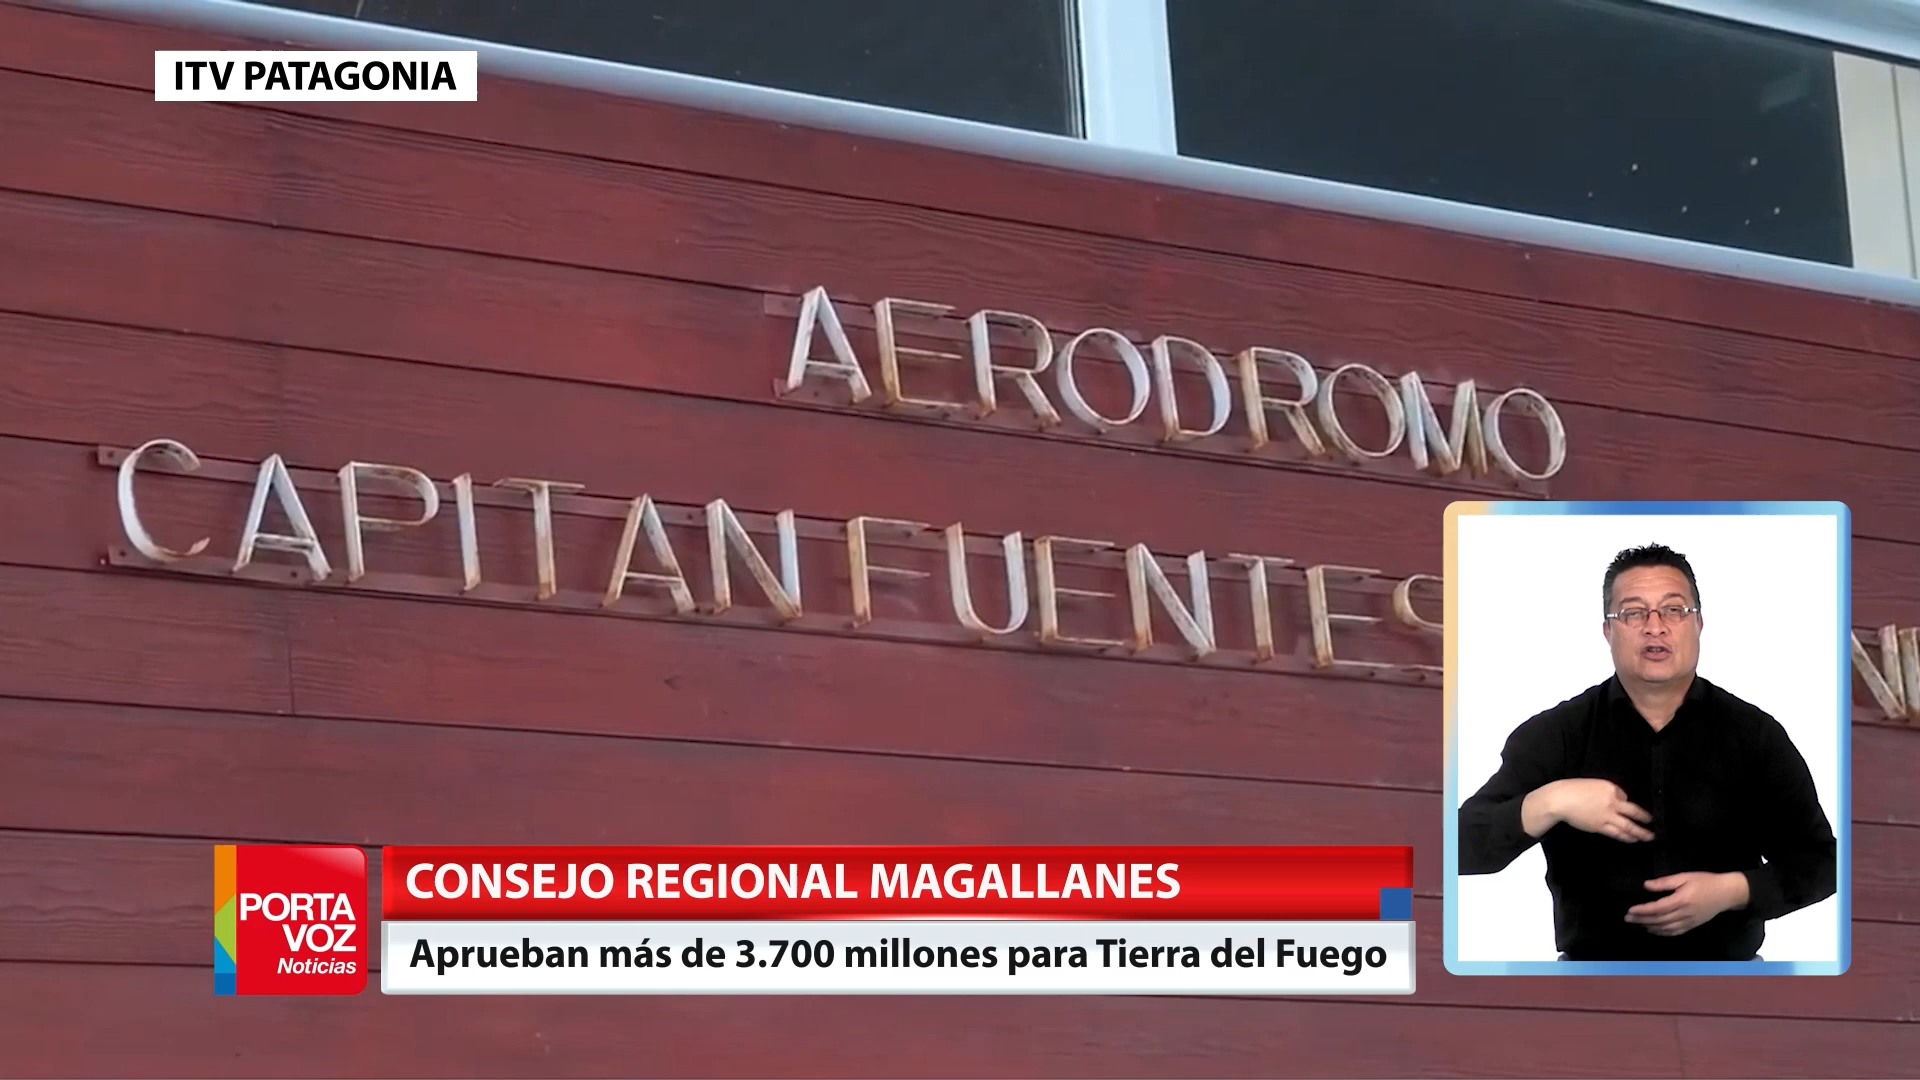 ITV PATAGONIA
AERODROMO
CAPITAN FUENTES
PORTA
VOZ
Noticias
CONSEJO REGIONAL MAGALLANES
Aprueban más de 3.700 millones para Tierra del Fuego